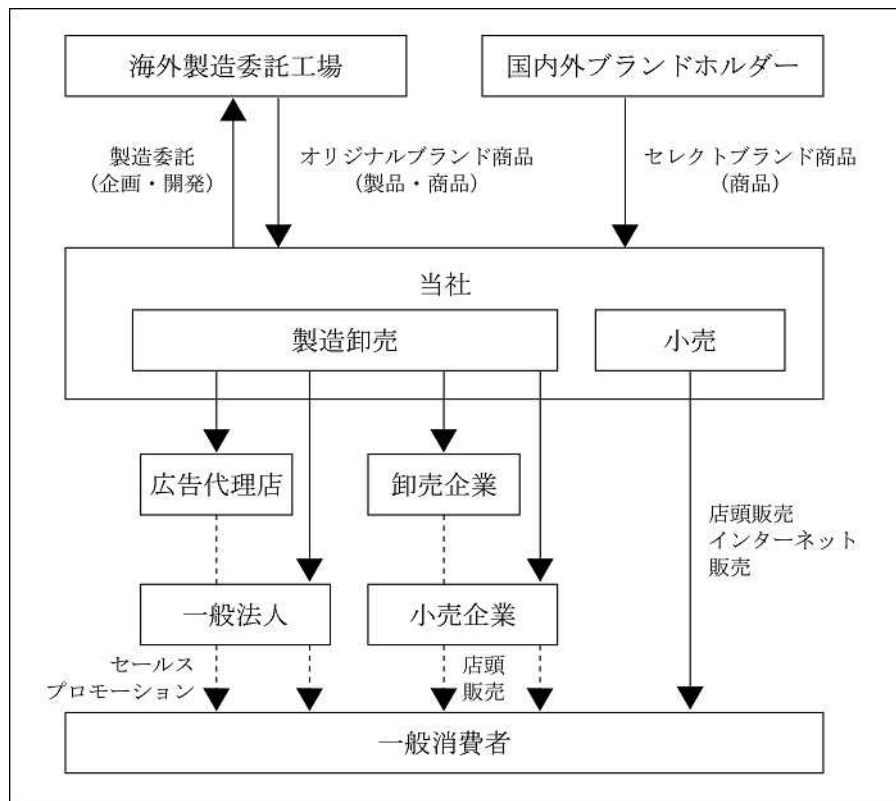 海外製造委託工場
国内外ブランドホルダー
製造委託
(企画・開発)
オリジナルブランド商品
(製品・商品)
セレクトブランド商品
(商品)
当社
製造卸売
小売
広告代理店
卸売企業
店頭販売
インターネット
販売
一般法人
小売企業
セールス
プロモーション
店頭
販売
一般消費者